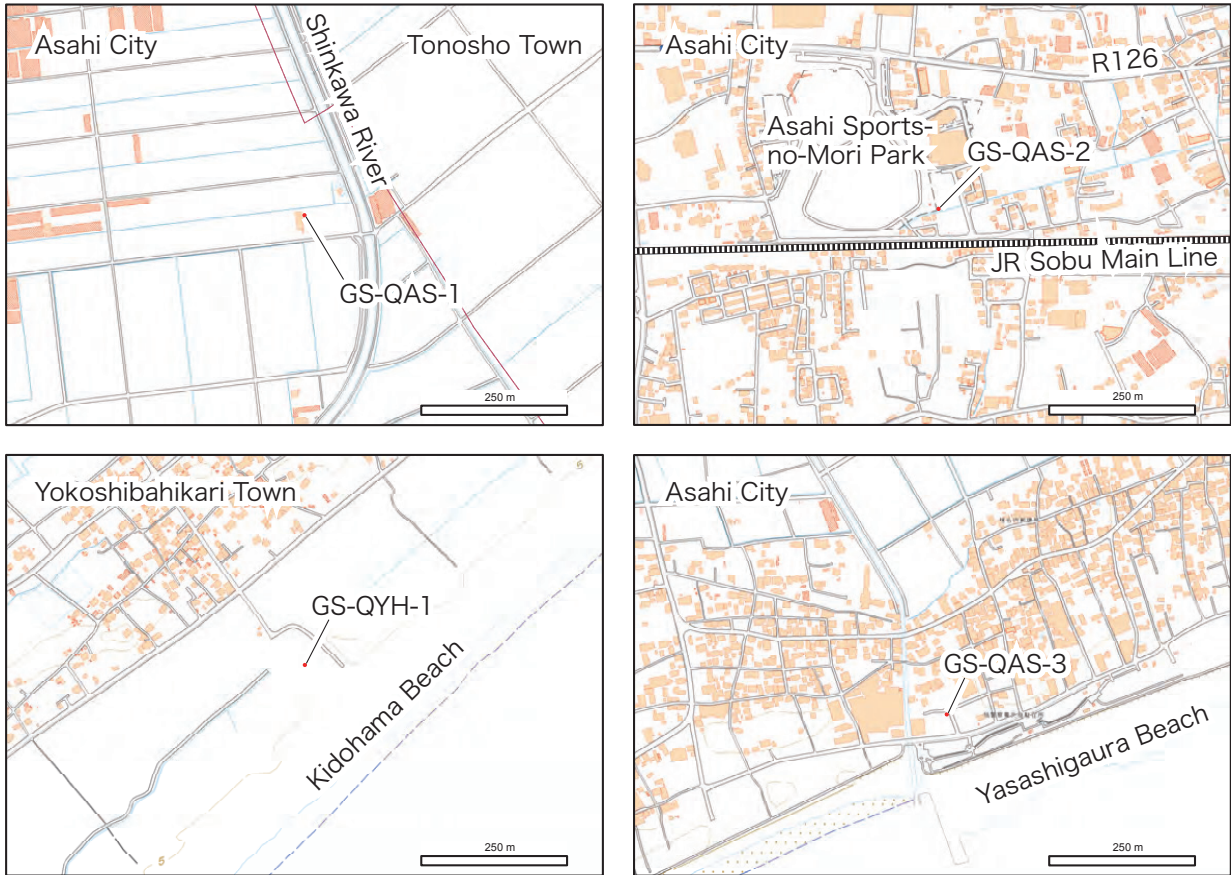 Asahi City
Shinkawa River
Tonosho Town
GS-QAS-1
250 m
Asahi City
R126
Asahi Sports-
no-Mori Park
GS-QAS-2
JR Sobu Main Line
250 m
Yokoshibahikari Town
5
GS-QYH-1
Kidohama Beach
5
250 m
Asahi City
GS-QAS-3
Yasashigaura Beach
250 m